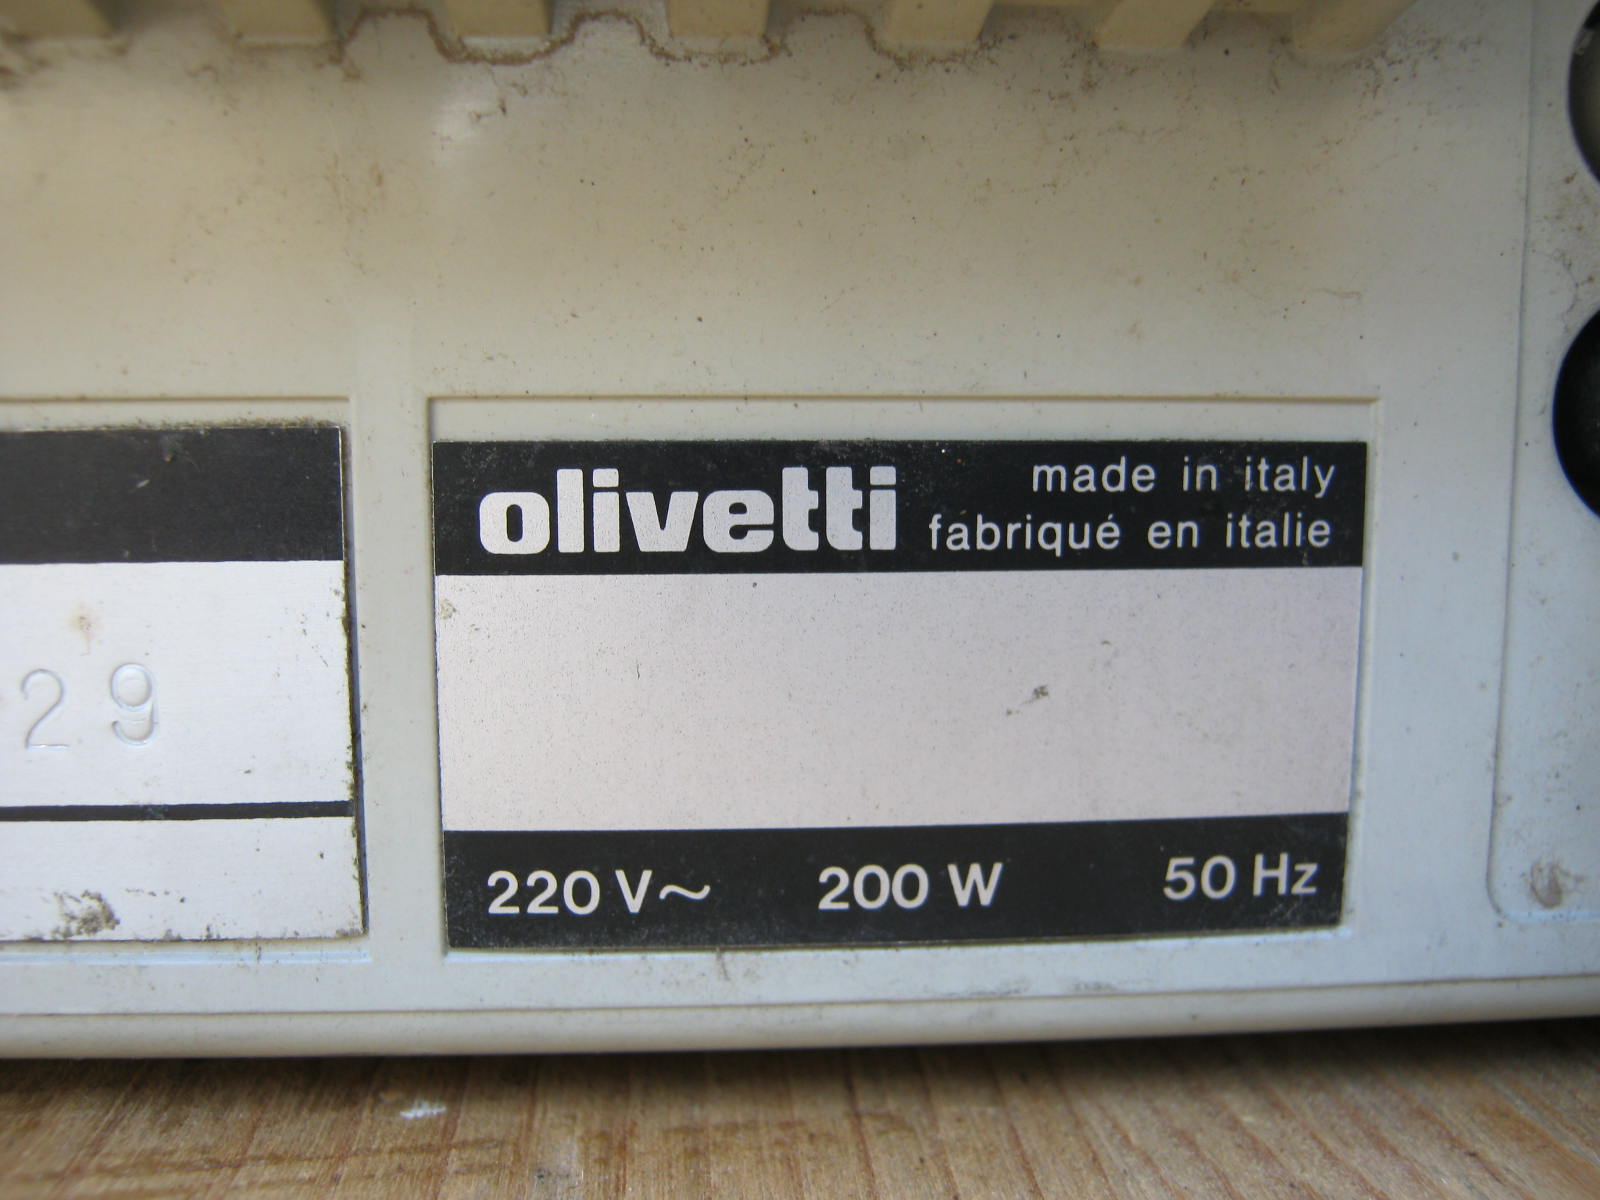 olivetti
made in italy
fabriqué en italie
29
220 V~ 200 W 50 Hz